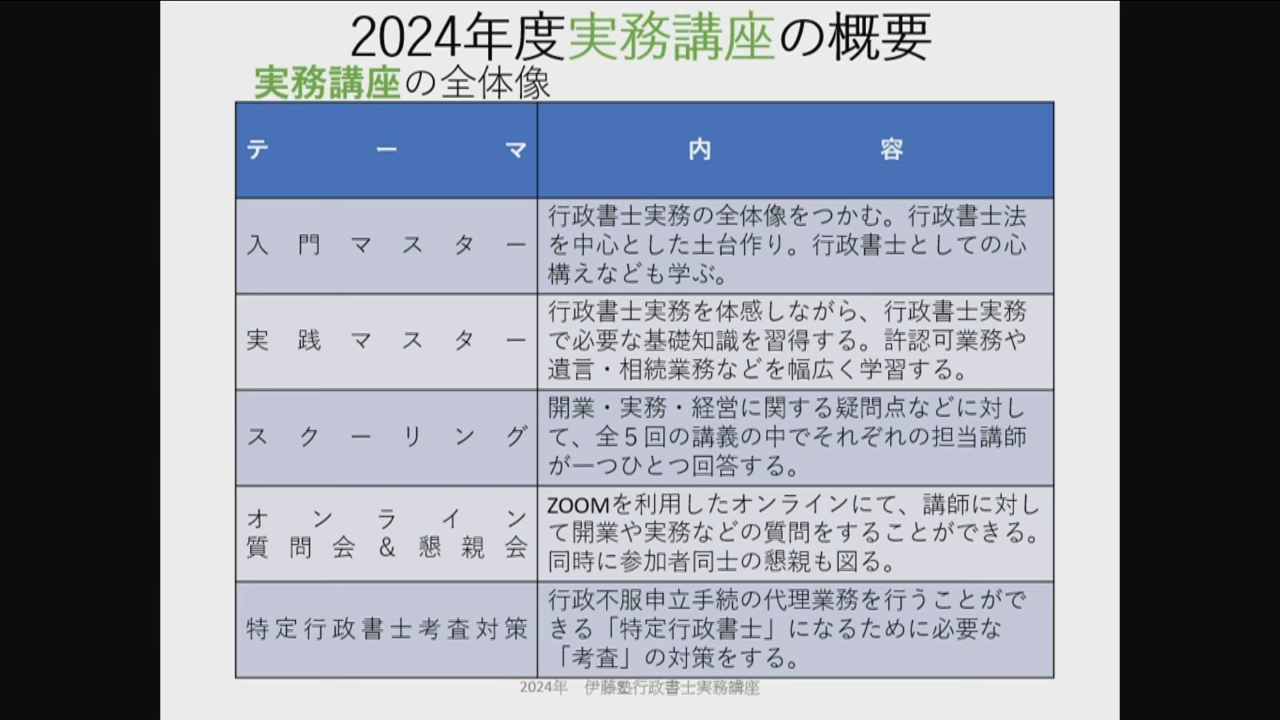 2024年度実務講座の概要
実務講座の全体像
テーマ
内容
入門マスター
行政書士実務の全体像をつかむ。行政書士法
を中心とした土台作り。行政書士としての心
構えなども学ぶ。
実践マスター
行政書士実務を体感しながら、行政書士実務
で必要な基礎知識を習得する。許認可業務や
遺言・相続業務などを幅広く学習する。
スクーリング
開業・実務・経営に関する疑問点などに対し
て、全５回の講義の中でそれぞれの担当講師
が一つひとつ回答する。
オンライン
質問会＆懇親会
ZOOMを利用したオンラインにて、講師に対し
て開業や実務などの質問をすることができる。
同時に参加者同士の懇親も図る。
特定行政書士考査対策
行政不服申立手続の代理業務を行うことがで
きる「特定行政書士」になるために必要な
「考査」の対策をする。
2024年　伊藤塾行政書士実務講座